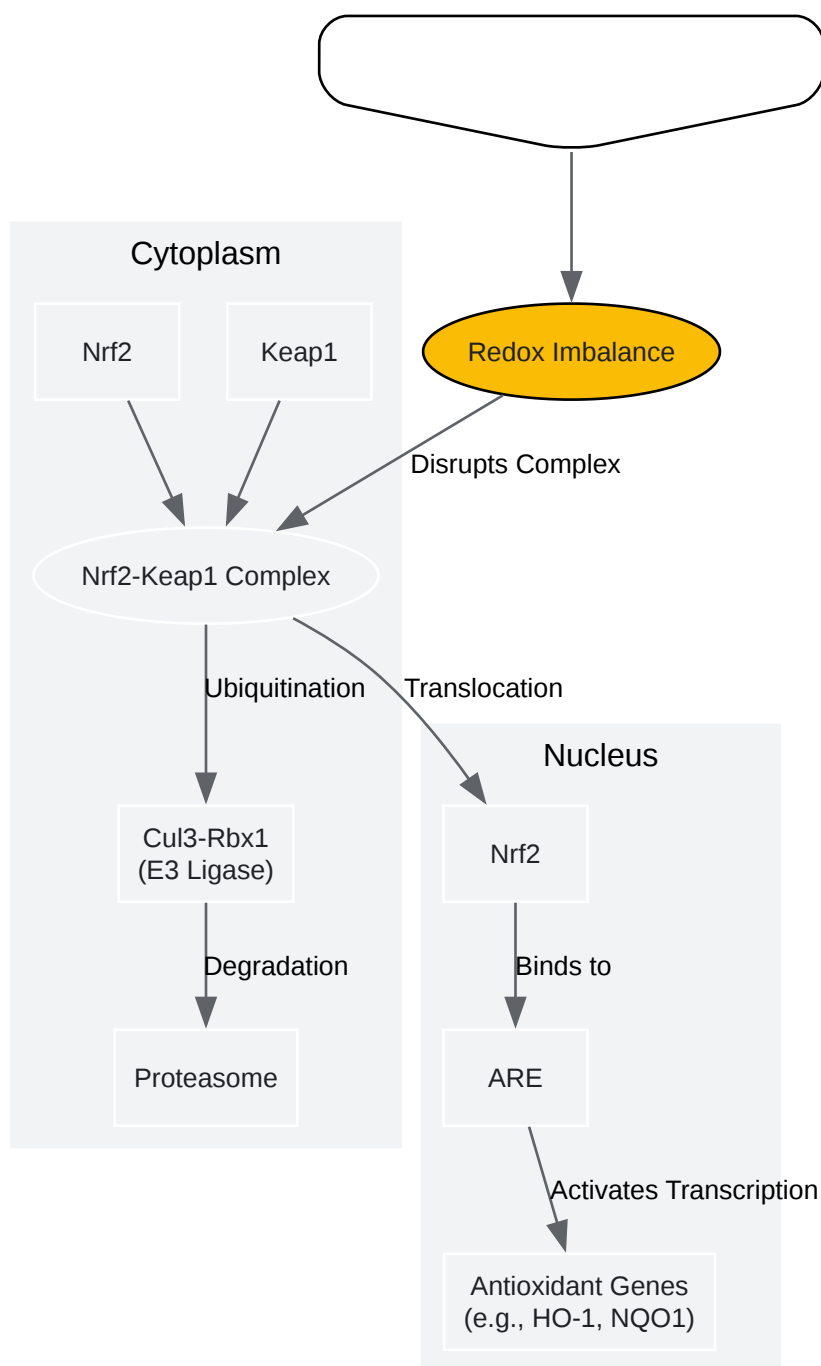 Cytoplasm
Nrf2
Keap1
Redox Imbalance
Disrupts Complex
Nrf2-Keap1 Complex
Ubiquitination
Translocation
Nucleus
Cul3-Rbx1
(E3 Ligase)
Nrf2
Degradation
Binds to
Proteasome
ARE
Activates Transcription
Antioxidant Genes
(e.g., HO-1, NQO1)